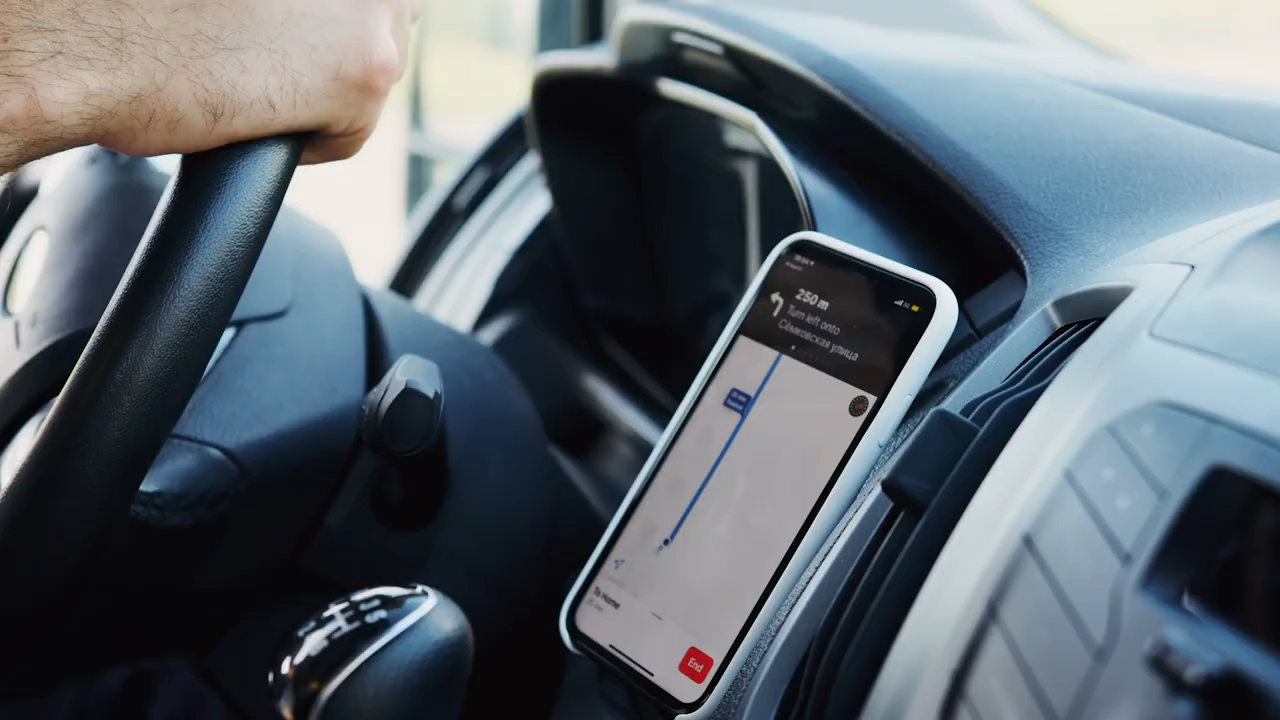 250 m
Turn left onto
Сёмковская улица
To Home
End